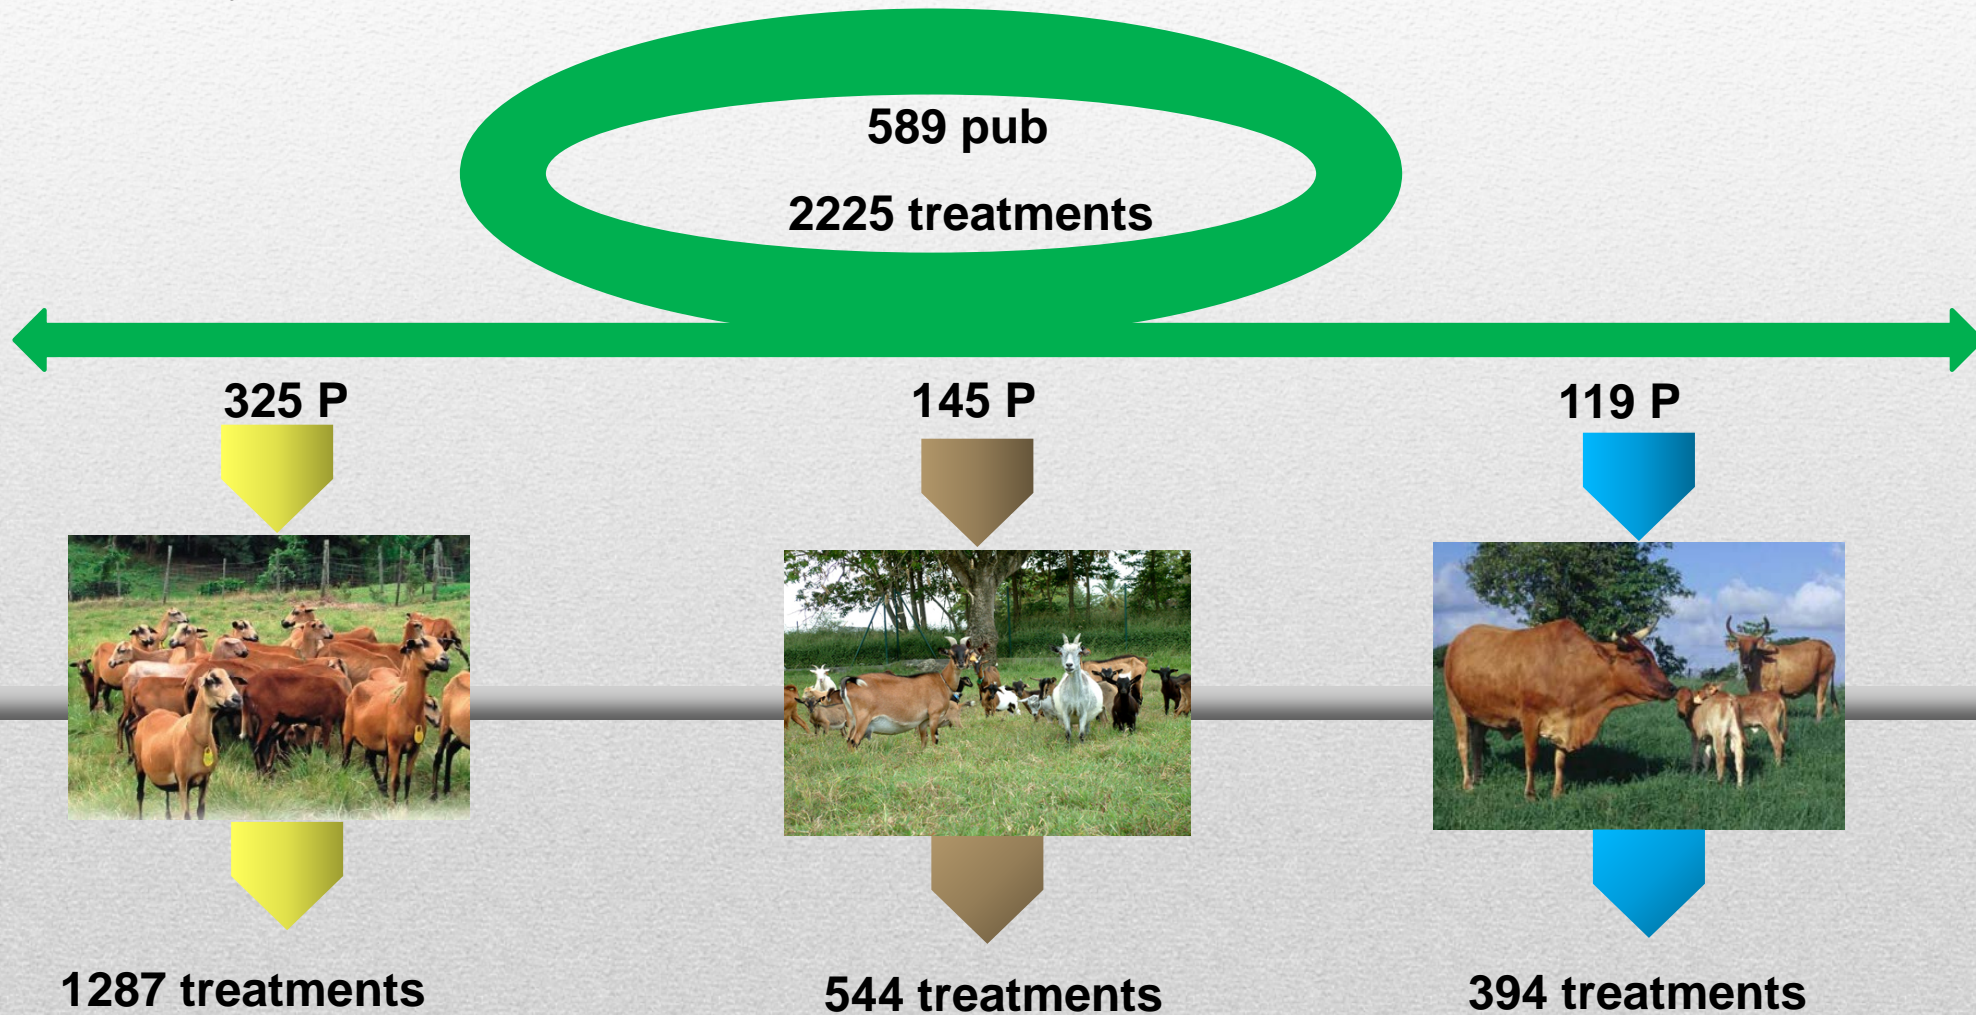 589 pub
2225 treatments
325 P
145 P
119 P
1287 treatments
544 treatments
394 treatments